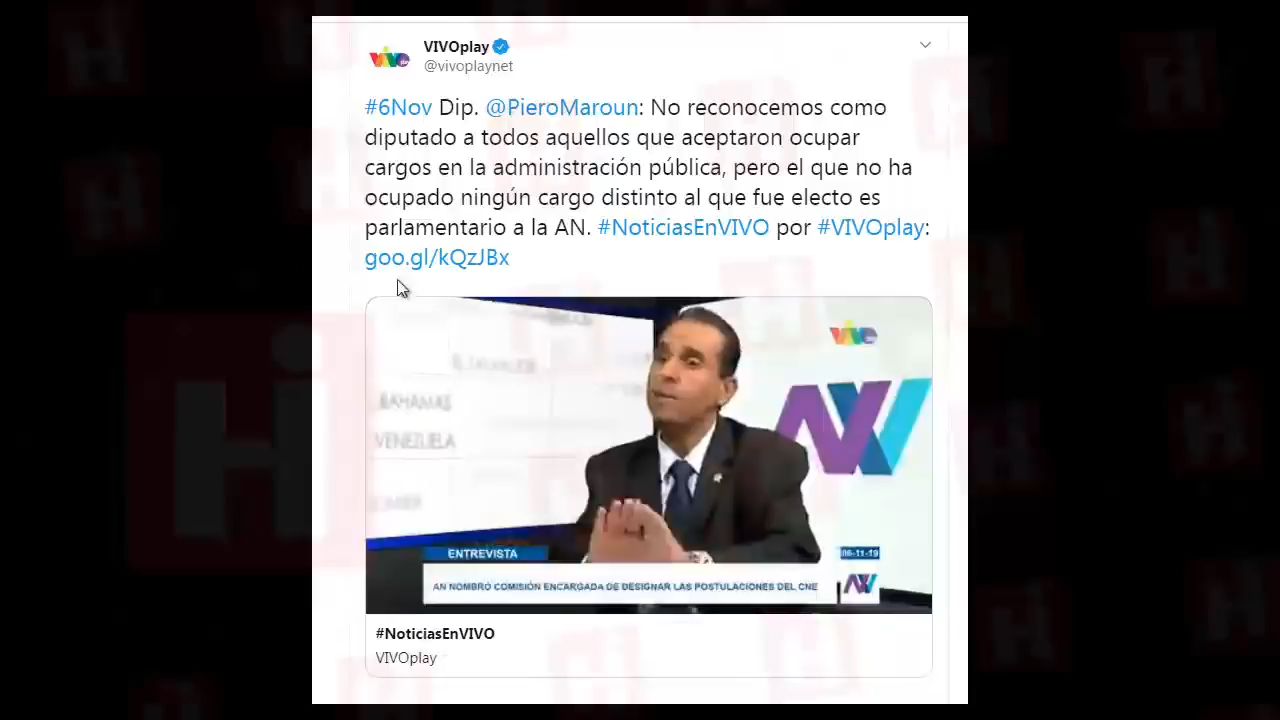 VIVOplay
@vivoplaynet
#6Nov Dip. @PieroMaroun: No reconocemos como
diputado a todos aquellos que aceptaron ocupar
cargos en la administración pública, pero el que no ha
ocupado ningún cargo distinto al que fue electo es
parlamentario a la AN. #NoticiasEnVIVO por #VIVOplay:
goo.gl/kQzJBx
vivo
BAHAMAS
VENEZUELA
ENTREVISTA
06-11-19
AN NOMBRO COMISIÓN ENCARGADA DE DESIGNAR LAS POSTULACIONES DEL CNE
#NoticiasEnVIVO
VIVOplay